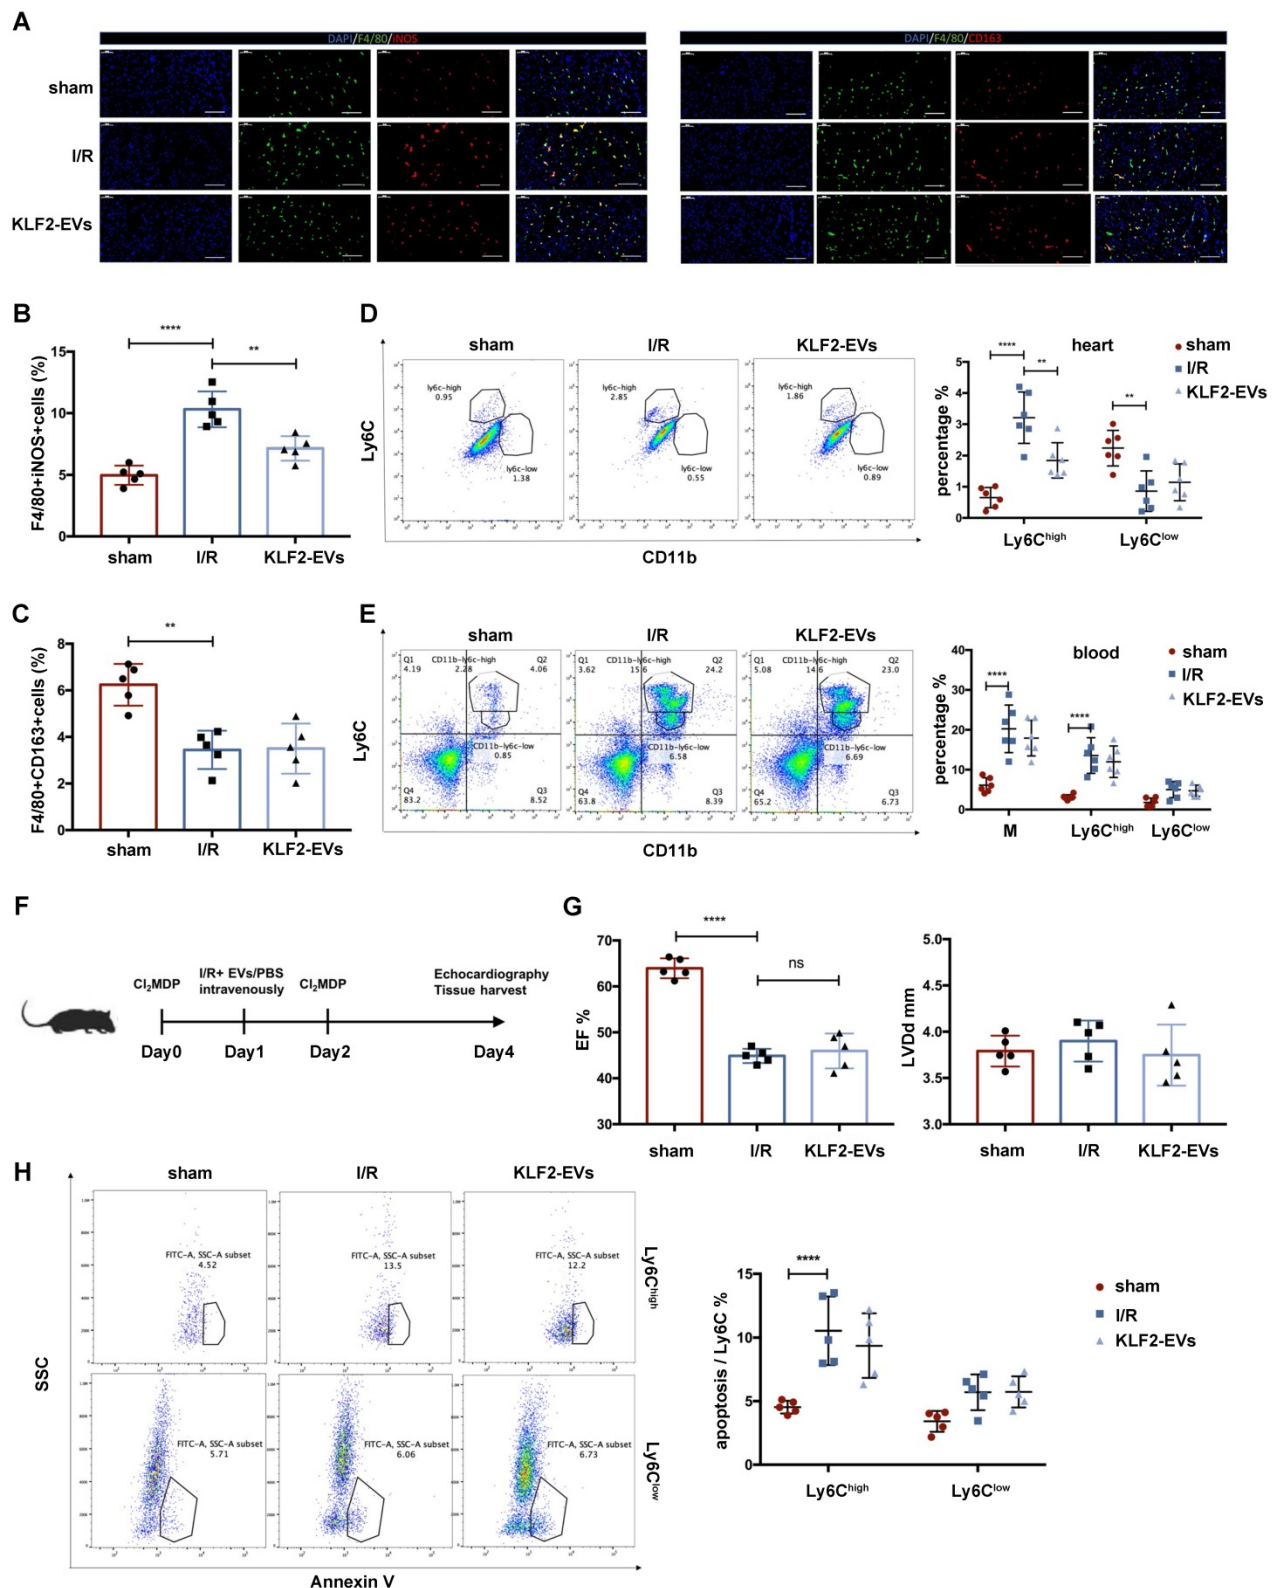 A
DAPI/F4/80/iNOS
DAPI/F4/80/CD163
sham
I/R
KLF2-EVs
B
F4/80+iNOS+cells (%)
15
10
5
0
****
**
sham I/R KLF2-EVs
C
F4/80+CD163+cells (%)
8
6
4
2
0
**
sham I/R KLF2-EVs
D
sham I/R KLF2-EVs
Ly6C
ly6c-high
0.95
ly6c-low
1.38
ly6c-high
2.85
ly6c-low
0.55
ly6c-high
1.86
ly6c-low
0.89
CD11b
heart
percentage %
5
4
3
2
1
0
****
**
**
Ly6Chigh Ly6Clow
sham
I/R
KLF2-EVs
E
sham I/R KLF2-EVs
Ly6C
Q1
4.19
CD11b-ly6c-high
2.28
Q2
4.06
CD11b-ly6c-low
0.85
Q4
83.2
Q3
8.52
Q1
3.62
CD11b-ly6c-high
15.6
Q2
24.2
CD11b-ly6c-low
6.58
Q4
63.8
Q3
8.39
Q1
5.08
CD11b-ly6c-high
14.6
Q2
23.0
CD11b-ly6c-low
6.69
Q4
65.2
Q3
6.73
CD11b
blood
percentage %
40
30
20
10
0
****
****
M Ly6Chigh Ly6Clow
sham
I/R
KLF2-EVs
F
Cl2MDP
I/R+ EVs/PBS
intravenously
Cl2MDP
Echocardiography
Tissue harvest
Day0 Day1 Day2 Day4
G
EF %
70
60
50
40
30
****
ns
sham I/R KLF2-EVs
LVDd mm
5.0
4.5
4.0
3.5
3.0
sham I/R KLF2-EVs
H
sham I/R KLF2-EVs
SSC
FITC-A, SSC-A subset
4.52
FITC-A, SSC-A subset
13.5
FITC-A, SSC-A subset
12.2
Ly6Chigh
FITC-A, SSC-A subset
5.71
FITC-A, SSC-A subset
6.06
FITC-A, SSC-A subset
6.73
Ly6Clow
Annexin V
apoptosis / Ly6C %
15
10
5
0
****
Ly6Chigh Ly6Clow
sham
I/R
KLF2-EVs